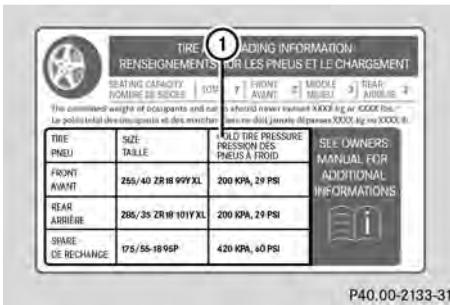 1
TIRE AND LOADING INFORMATION
RENSEIGNEMENTS SUR LES PNEUS ET LE CHARGEMENT
SEATING CAPACITY
NOMBRE DE SIÈGES
TOTAL 7
FRONT
AVANT 2
MIDDLE
MILIEU 3
REAR
ARRIÈRE 2
The combined weight of occupants and cargo should never exceed XXXX kg or XXXX lbs.
Le poids total des occupants et des marchandises ne doit jamais dépasser XXXX kg ou XXXX lb.
TIRE
PNEU
SIZE
TAILLE
COLD TIRE PRESSURE
PRESSION DES
PNEUS À FROID
FRONT
AVANT
255/40 ZR18 99Y XL
200 KPA, 29 PSI
REAR
ARRIÈRE
285/35 ZR18 101Y XL
200 KPA, 29 PSI
SPARE
DE RECHANGE
175/55-18 95P
420 KPA, 60 PSI
SEE OWNERS
MANUAL FOR
ADDITIONAL
INFORMATIONS
P40.00-2133-31